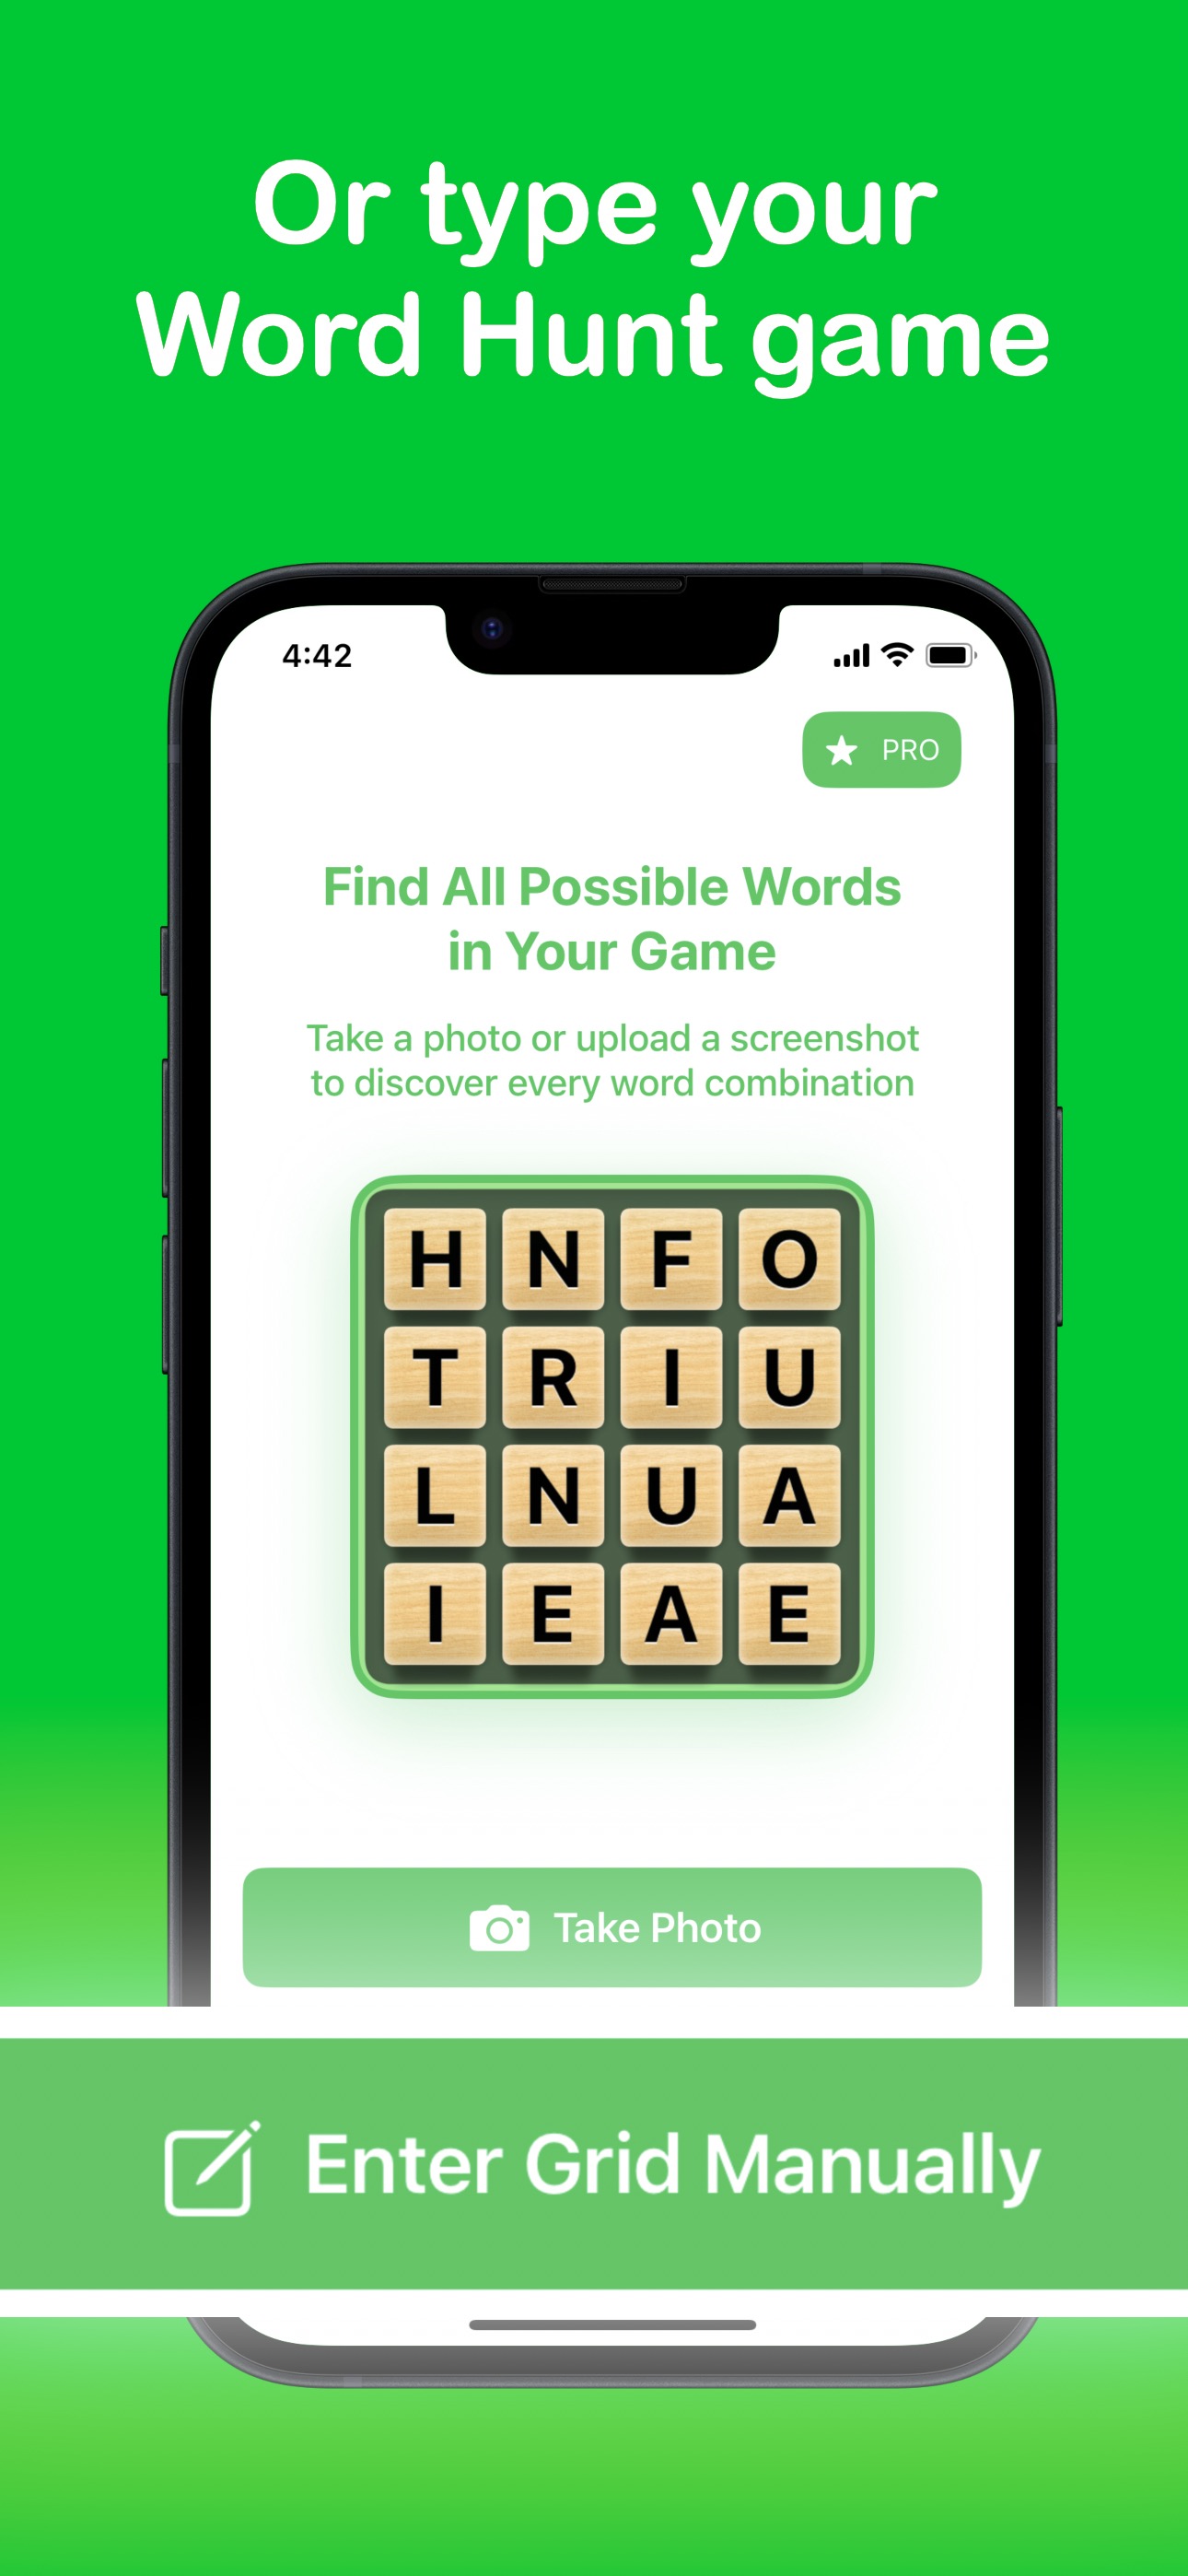 Or type your
Word Hunt game
4:42
PRO
Find All Possible Words
in Your Game
Take a photo or upload a screenshot
to discover every word combination
H N F O
T R I U
L N U A
I E A E
Take Photo
Enter Grid Manually